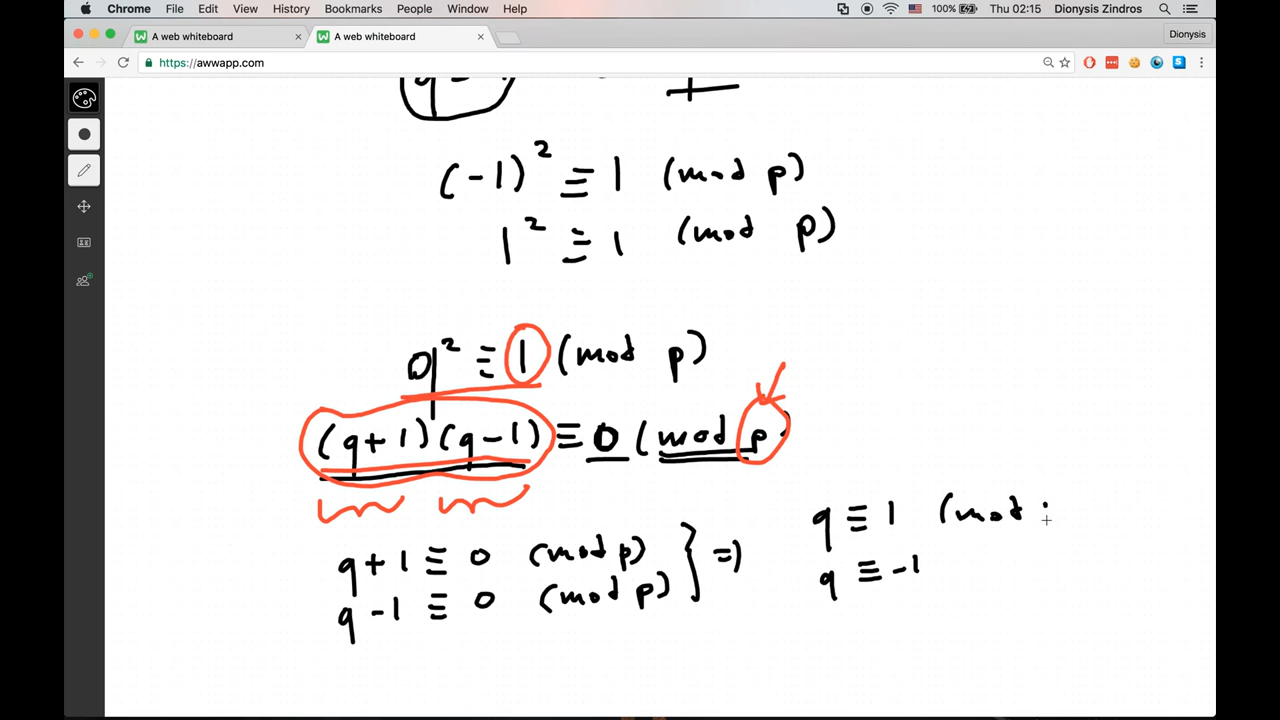 Chrome File Edit View History Bookmarks People Window Help 100% Thu 02:15 Dionysis Zindros
A web whiteboard A web whiteboard Dionysis
https://awwapp.com
(-1)² ≡ 1 (mod p)
1² ≡ 1 (mod p)
q² ≡ 1 (mod p)
(q+1)(q-1) ≡ 0 (mod p)
q ≡ 1 (mod
q+1 ≡ 0 (mod p)
q-1 ≡ 0 (mod p) } =>
q ≡ -1